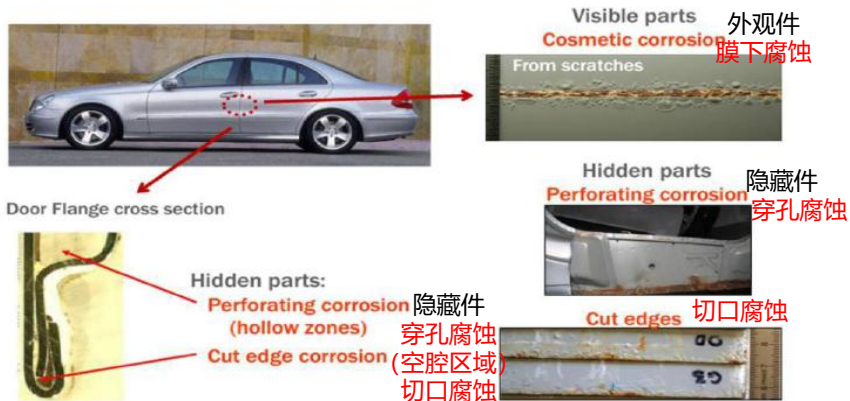 Visible parts 外观件
Cosmetic corrosion 膜下腐蚀
From scratches
Hidden parts 隐藏件
Perforating corrosion 穿孔腐蚀
Door Flange cross section
Hidden parts: 隐藏件
Perforating corrosion 穿孔腐蚀
(hollow zones) (空腔区域)
Cut edge corrosion 切口腐蚀
Cut edges 切口腐蚀